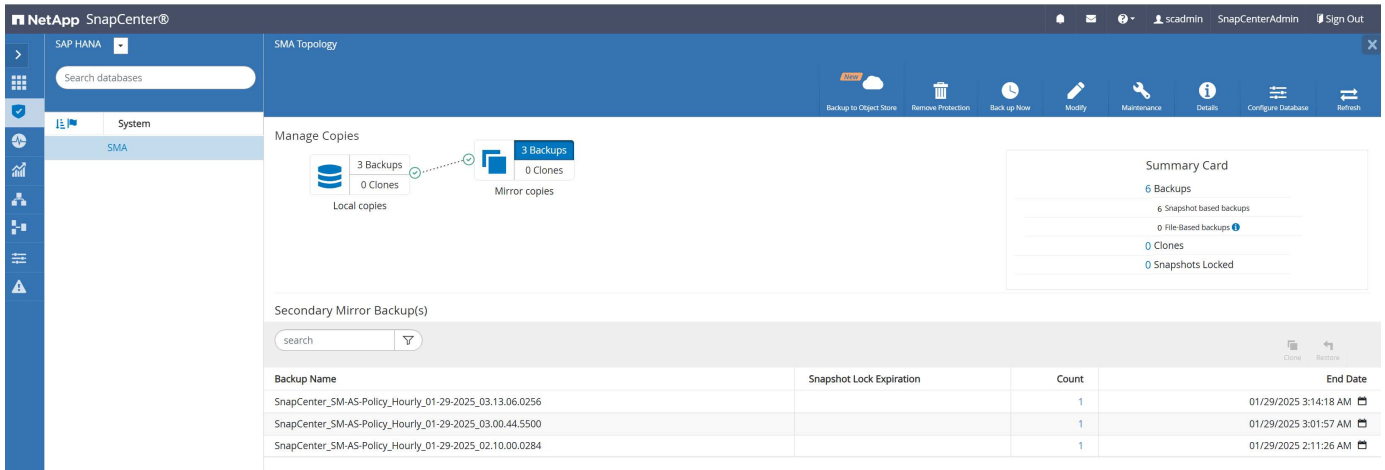 NetApp SnapCenter®
scadmin SnapCenterAdmin Sign Out
SAP HANA
SMA Topology
Search databases
New
Backup to Object Store
Remove Protection
Back up Now
Modify
Maintenance
Details
Configure Database
Refresh
System
SMA
Manage Copies
3 Backups
0 Clones
Local copies
3 Backups
0 Clones
Mirror copies
Summary Card
6 Backups
6 Snapshot based backups
0 File-Based backups
0 Clones
0 Snapshots Locked
Secondary Mirror Backup(s)
search
Clone
Restore
Backup Name Snapshot Lock Expiration Count End Date
SnapCenter_SM-AS-Policy_Hourly_01-29-2025_03.13.06.0256 1 01/29/2025 3:14:18 AM
SnapCenter_SM-AS-Policy_Hourly_01-29-2025_03.00.44.5500 1 01/29/2025 3:01:57 AM
SnapCenter_SM-AS-Policy_Hourly_01-29-2025_02.10.00.0284 1 01/29/2025 2:11:26 AM